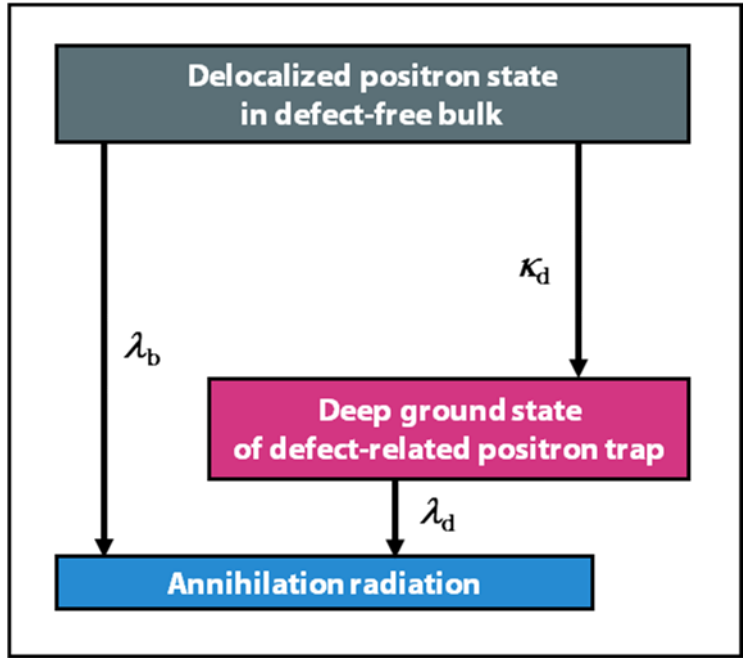 Delocalized positron state
in defect-free bulk
κd
λb
Deep ground state
of defect-related positron trap
λd
Annihilation radiation